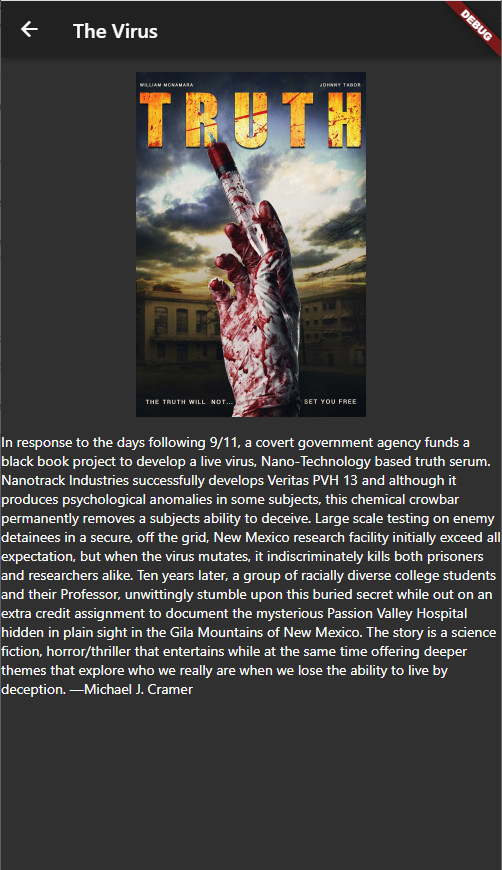 The Virus
DEBUG
WILLIAM MCNAMARA
JOHNNY TABOR
TRUTH
THE TRUTH WILL NOT...
SET YOU FREE
In response to the days following 9/11, a covert government agency funds a
black book project to develop a live virus, Nano-Technology based truth serum.
Nanotrack Industries successfully develops Veritas PVH 13 and although it
produces psychological anomalies in some subjects, this chemical crowbar
permanently removes a subjects ability to deceive. Large scale testing on enemy
detainees in a secure, off the grid, New Mexico research facility initially exceed all
expectation, but when the virus mutates, it indiscriminately kills both prisoners
and researchers alike. Ten years later, a group of racially diverse college students
and their Professor, unwittingly stumble upon this buried secret while out on an
extra credit assignment to document the mysterious Passion Valley Hospital
hidden in plain sight in the Gila Mountains of New Mexico. The story is a science
fiction, horror/thriller that entertains while at the same time offering deeper
themes that explore who we really are when we lose the ability to live by
deception. —Michael J. Cramer